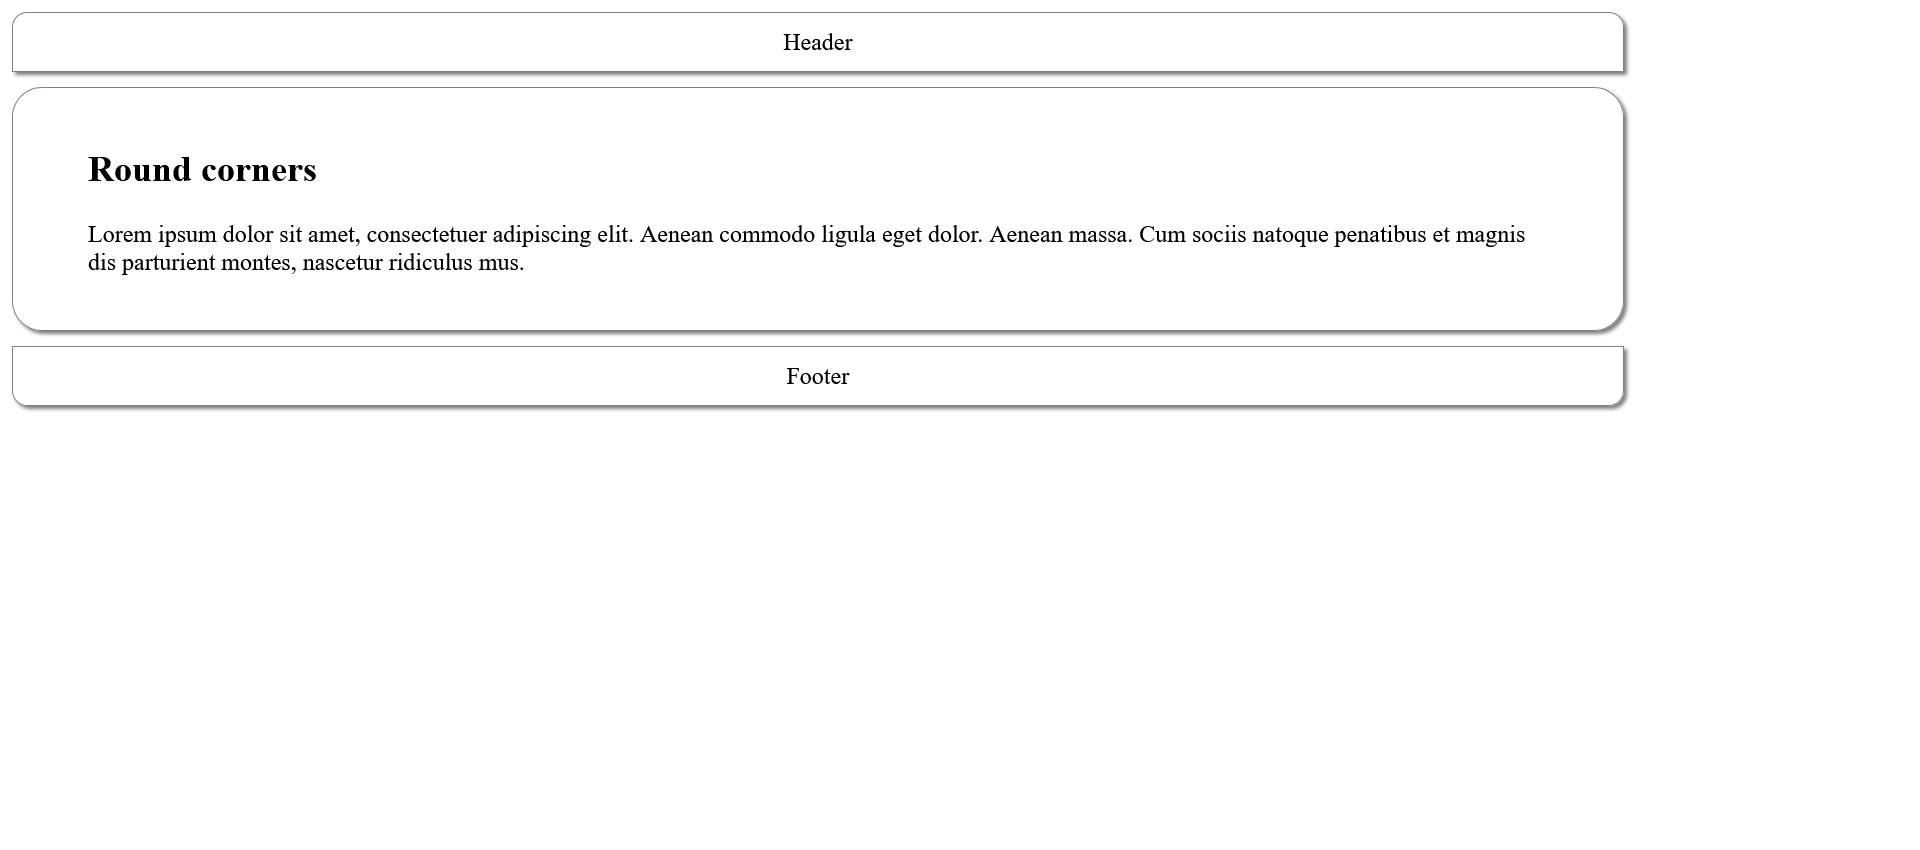 Header
Round corners
Lorem ipsum dolor sit amet, consectetuer adipiscing elit. Aenean commodo ligula eget dolor. Aenean massa. Cum sociis natoque penatibus et magnis
dis parturient montes, nascetur ridiculus mus.
Footer